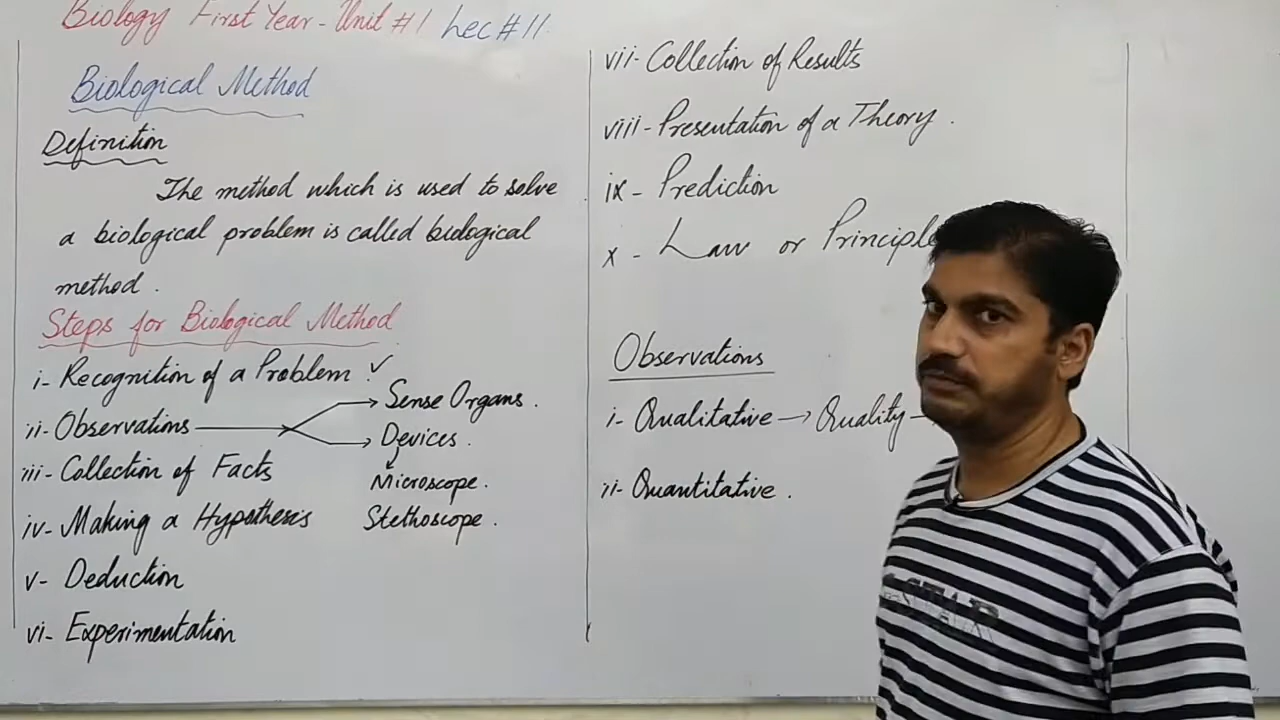 Biology First Year - Unit #1 Lec #11.
Biological Method
Definition
The method which is used to solve
a biological problem is called biological
method.
Steps for Biological Method
i- Recognition of a Problem. ✓
ii- Observations → Sense Organs.
→ Devices.
Microscope.
Stethoscope.
iii- Collection of Facts
iv- Making a Hypothesis
v- Deduction
vi- Experimentation
vii- Collection of Results
viii- Presentation of a Theory.
ix- Prediction
x- Law or Principle
Observations
i- Qualitative → Quality -
ii- Quantitative.
STAR